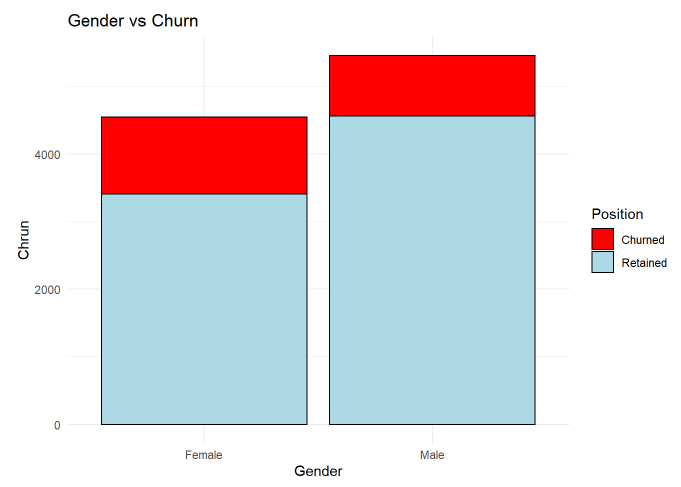 Gender vs Churn
Chrun
4000
2000
0
Female
Male
Gender
Position
Churned
Retained